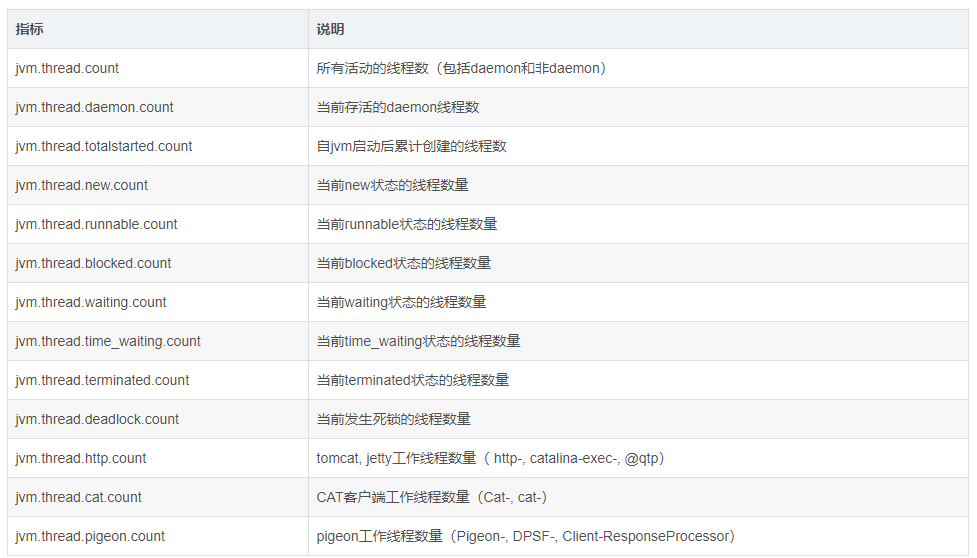 指标 说明
jvm.thread.count 所有活动的线程数（包括daemon和非daemon）
jvm.thread.daemon.count 当前存活的daemon线程数
jvm.thread.totalstarted.count 自jvm启动后累计创建的线程数
jvm.thread.new.count 当前new状态的线程数量
jvm.thread.runnable.count 当前runnable状态的线程数量
jvm.thread.blocked.count 当前blocked状态的线程数量
jvm.thread.waiting.count 当前waiting状态的线程数量
jvm.thread.time_waiting.count 当前time_waiting状态的线程数量
jvm.thread.terminated.count 当前terminated状态的线程数量
jvm.thread.deadlock.count 当前发生死锁的线程数量
jvm.thread.http.count tomcat, jetty工作线程数量（ http-, catalina-exec-, @qtp）
jvm.thread.cat.count CAT客户端工作线程数量（Cat-, cat-）
jvm.thread.pigeon.count pigeon工作线程数量（Pigeon-, DPSF-, Client-ResponseProcessor）